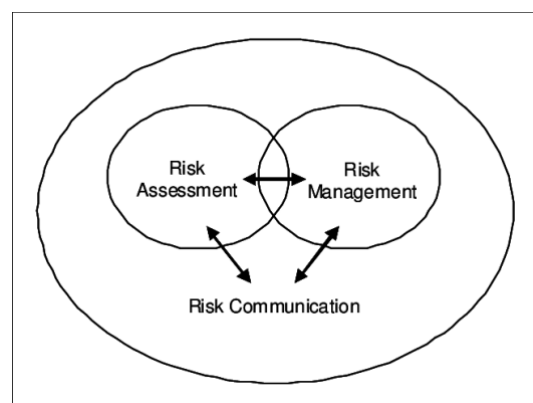 Risk
Assessment
Risk
Management
Risk Communication